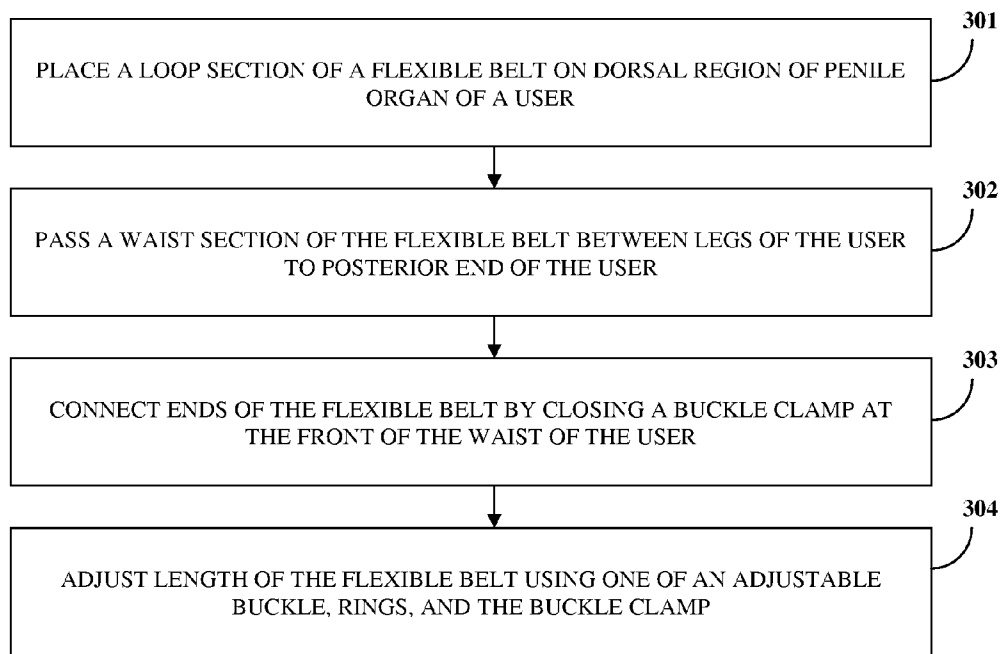 301
PLACE A LOOP SECTION OF A FLEXIBLE BELT ON DORSAL REGION OF PENILE
ORGAN OF A USER
302
PASS A WAIST SECTION OF THE FLEXIBLE BELT BETWEEN LEGS OF THE USER
TO POSTERIOR END OF THE USER
303
CONNECT ENDS OF THE FLEXIBLE BELT BY CLOSING A BUCKLE CLAMP AT
THE FRONT OF THE WAIST OF THE USER
304
ADJUST LENGTH OF THE FLEXIBLE BELT USING ONE OF AN ADJUSTABLE
BUCKLE, RINGS, AND THE BUCKLE CLAMP